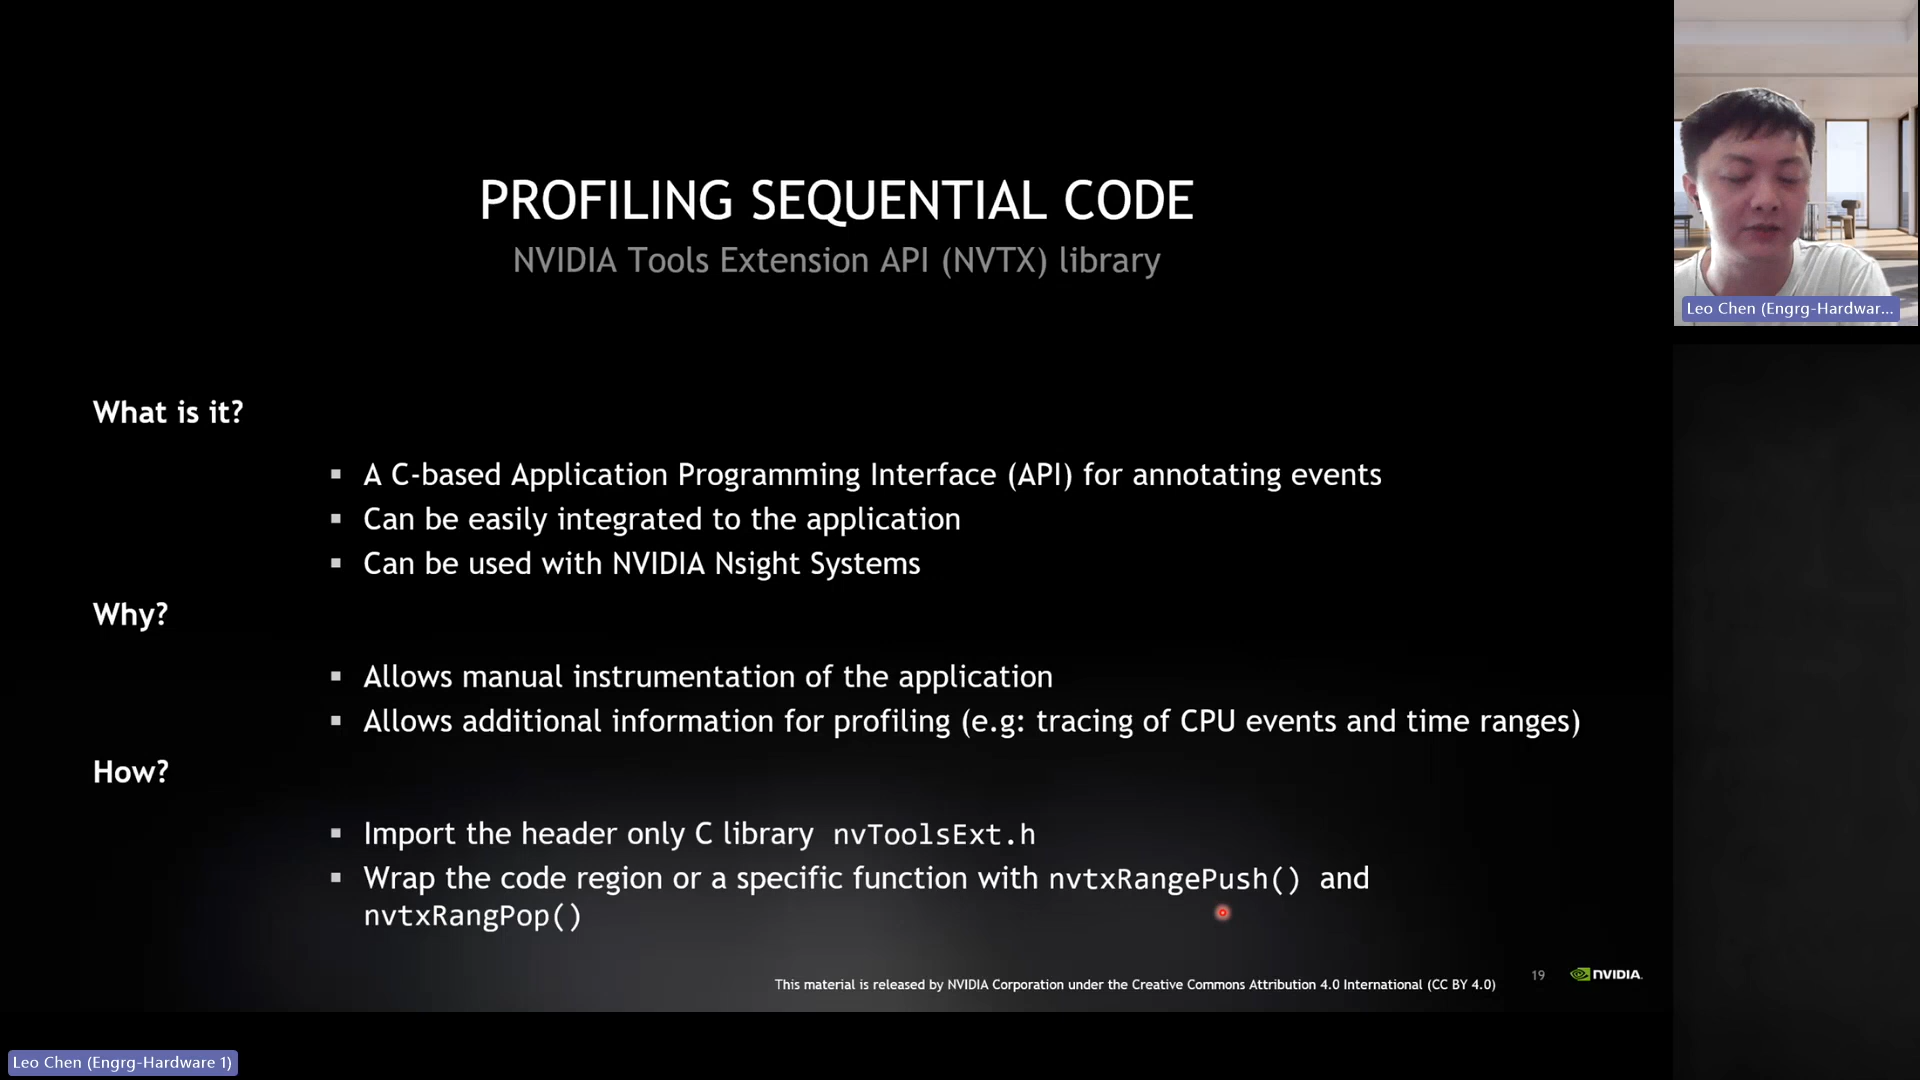 PROFILING SEQUENTIAL CODE
NVIDIA Tools Extension API (NVTX) library
Leo Chen (Engrg-Hardwar...
What is it?
▪ A C-based Application Programming Interface (API) for annotating events
▪ Can be easily integrated to the application
▪ Can be used with NVIDIA Nsight Systems
Why?
▪ Allows manual instrumentation of the application
▪ Allows additional information for profiling (e.g: tracing of CPU events and time ranges)
How?
▪ Import the header only C library nvToolsExt.h
▪ Wrap the code region or a specific function with nvtxRangePush() and
nvtxRangPop()
This material is released by NVIDIA Corporation under the Creative Commons Attribution 4.0 International (CC BY 4.0)
19
NVIDIA.
Leo Chen (Engrg-Hardware 1)